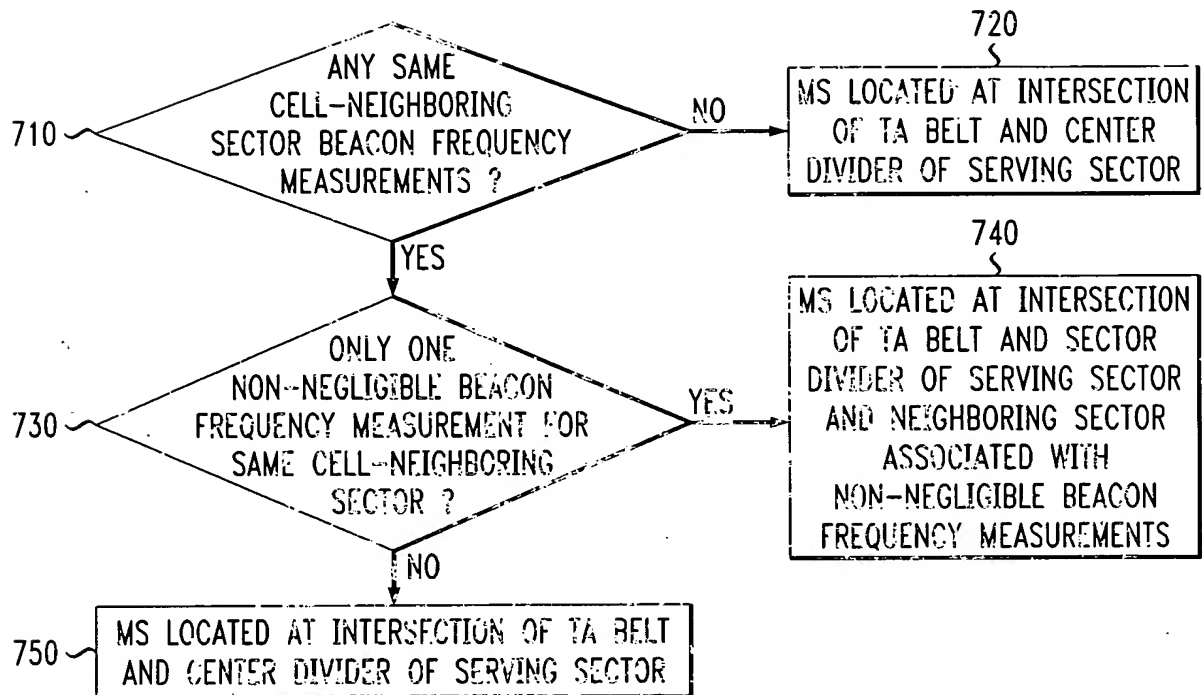 710
ANY SAME
CELL-NEIGHBORING
SECTOR BEACON FREQUENCY
MEASUREMENTS ?
NO
720
MS LOCATED AT INTERSECTION
OF TA BELT AND CENTER
DIVIDER OF SERVING SECTOR
YES
730
ONLY ONE
NON-NEGLIGIBLE BEACON
FREQUENCY MEASUREMENT FOR
SAME CELL-NEIGHBORING
SECTOR ?
YES
740
MS LOCATED AT INTERSECTION
OF TA BELT AND SECTOR
DIVIDER OF SERVING SECTOR
AND NEIGHBORING SECTOR
ASSOCIATED WITH
NON-NEGLIGIBLE BEACON
FREQUENCY MEASUREMENTS
NO
750
MS LOCATED AT INTERSECTION OF TA BELT
AND CENTER DIVIDER OF SERVING SECTOR